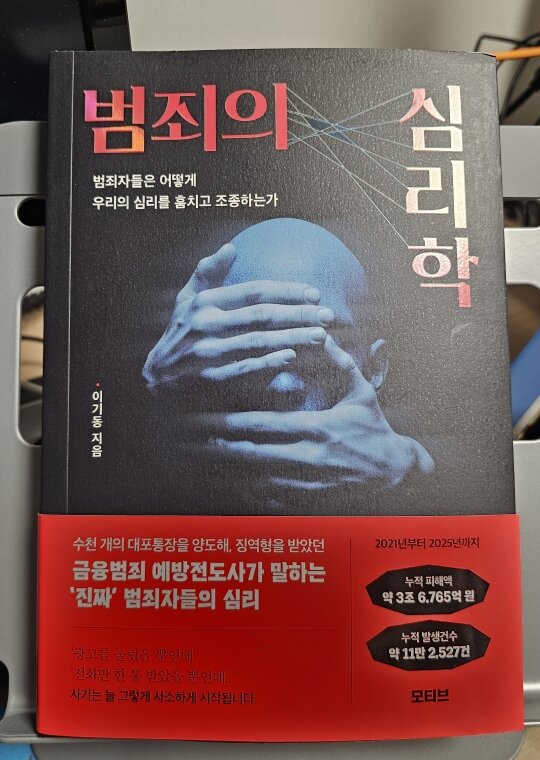 범죄의
심리학
범죄자들은 어떻게
우리의 심리를 훔치고 조종하는가
이기동 지음
수천 개의 대포통장을 양도해, 징역형을 받았던
금융범죄 예방전도사가 말하는
‘진짜’ 범죄자들의 심리
‘광고를 눌렀을 뿐인데’
‘전화만 한 통 받았을 뿐인데…’
사기는 늘 그렇게 사소하게 시작됩니다.
2021년부터 2025년까지
누적 피해액
약 3조 6,765억 원
누적 발생건수
약 11만 2,527건
모티브